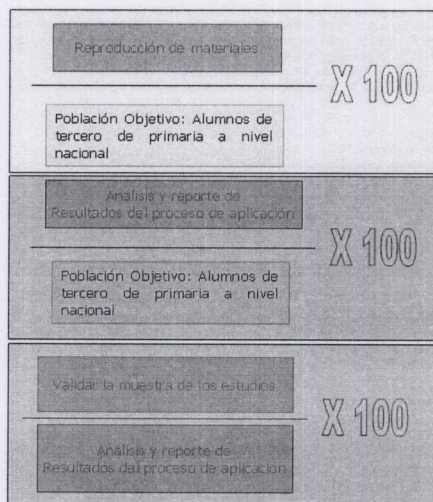 Reproducción de materiales
X 100
Población Objetivo: Alumnos de
tercero de primaria a nivel
nacional
Análisis y reporte de
Resultados del proceso de aplicación
X 100
Población Objetivo: Alumnos de
tercero de primaria a nivel
nacional
Validar la muestra de los estudios
X 100
Análisis y reporte de
Resultados del proceso de aplicación